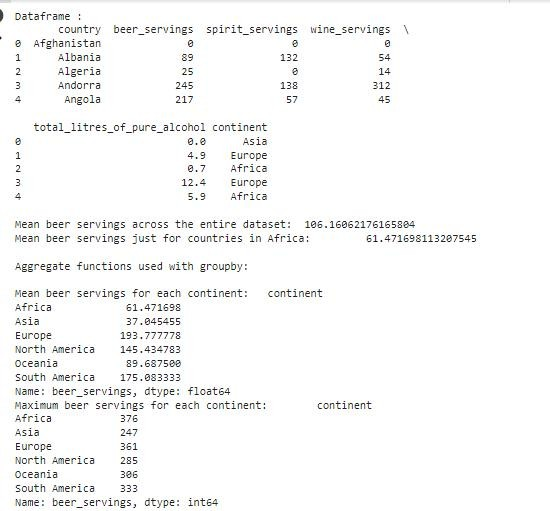 Dataframe :
country beer_servings spirit_servings wine_servings \
0 Afghanistan 0 0 0
1 Albania 89 132 54
2 Algeria 25 0 14
3 Andorra 245 138 312
4 Angola 217 57 45
total_litres_of_pure_alcohol continent
0 0.0 Asia
1 4.9 Europe
2 0.7 Africa
3 12.4 Europe
4 5.9 Africa
Mean beer servings across the entire dataset: 106.16062176165804
Mean beer servings just for countries in Africa: 61.471698113207545
Aggregate functions used with groupby:
Mean beer servings for each continent: continent
Africa 61.471698
Asia 37.045455
Europe 193.777778
North America 145.434783
Oceania 89.687500
South America 175.083333
Name: beer_servings, dtype: float64
Maximum beer servings for each continent: continent
Africa 376
Asia 247
Europe 361
North America 285
Oceania 306
South America 333
Name: beer_servings, dtype: int64